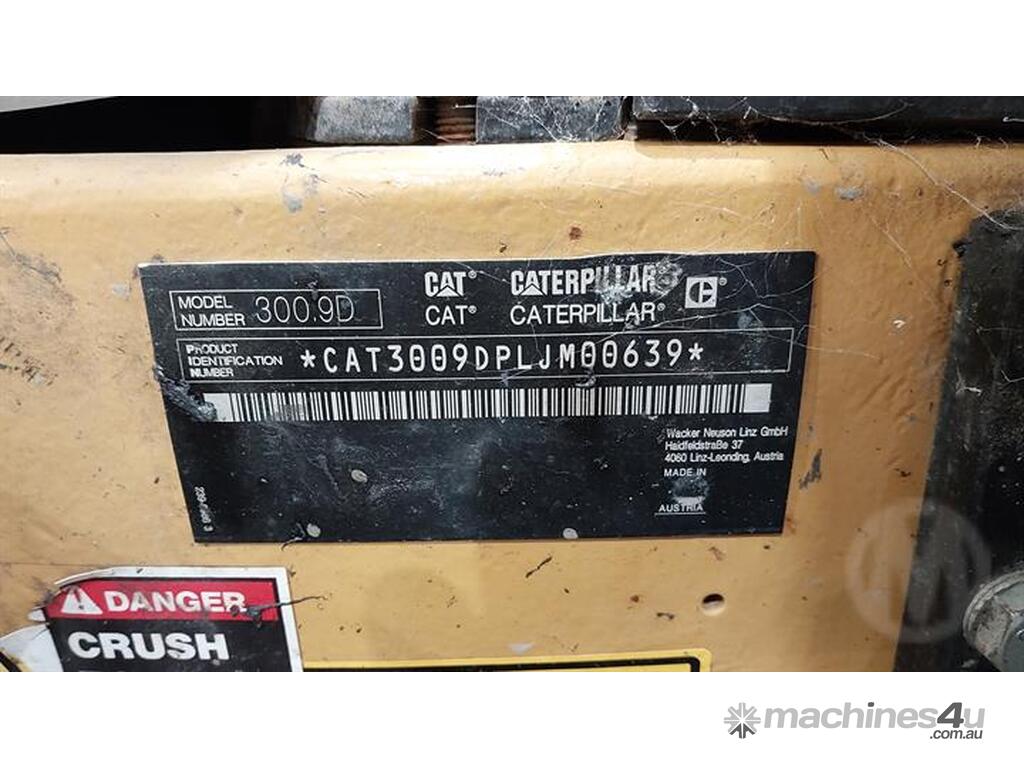 CAT® CATERPILLAR®
CAT® CATERPILLAR®
MODEL NUMBER 300.9D
PRODUCT IDENTIFICATION NUMBER *CAT3009DPLJM00639*
Wacker Neuson Linz GmbH
Haidfeldstraße 37
4060 Linz-Leonding, Austria
MADE IN
AUSTRIA
DANGER
CRUSH
machines4u
.com.au